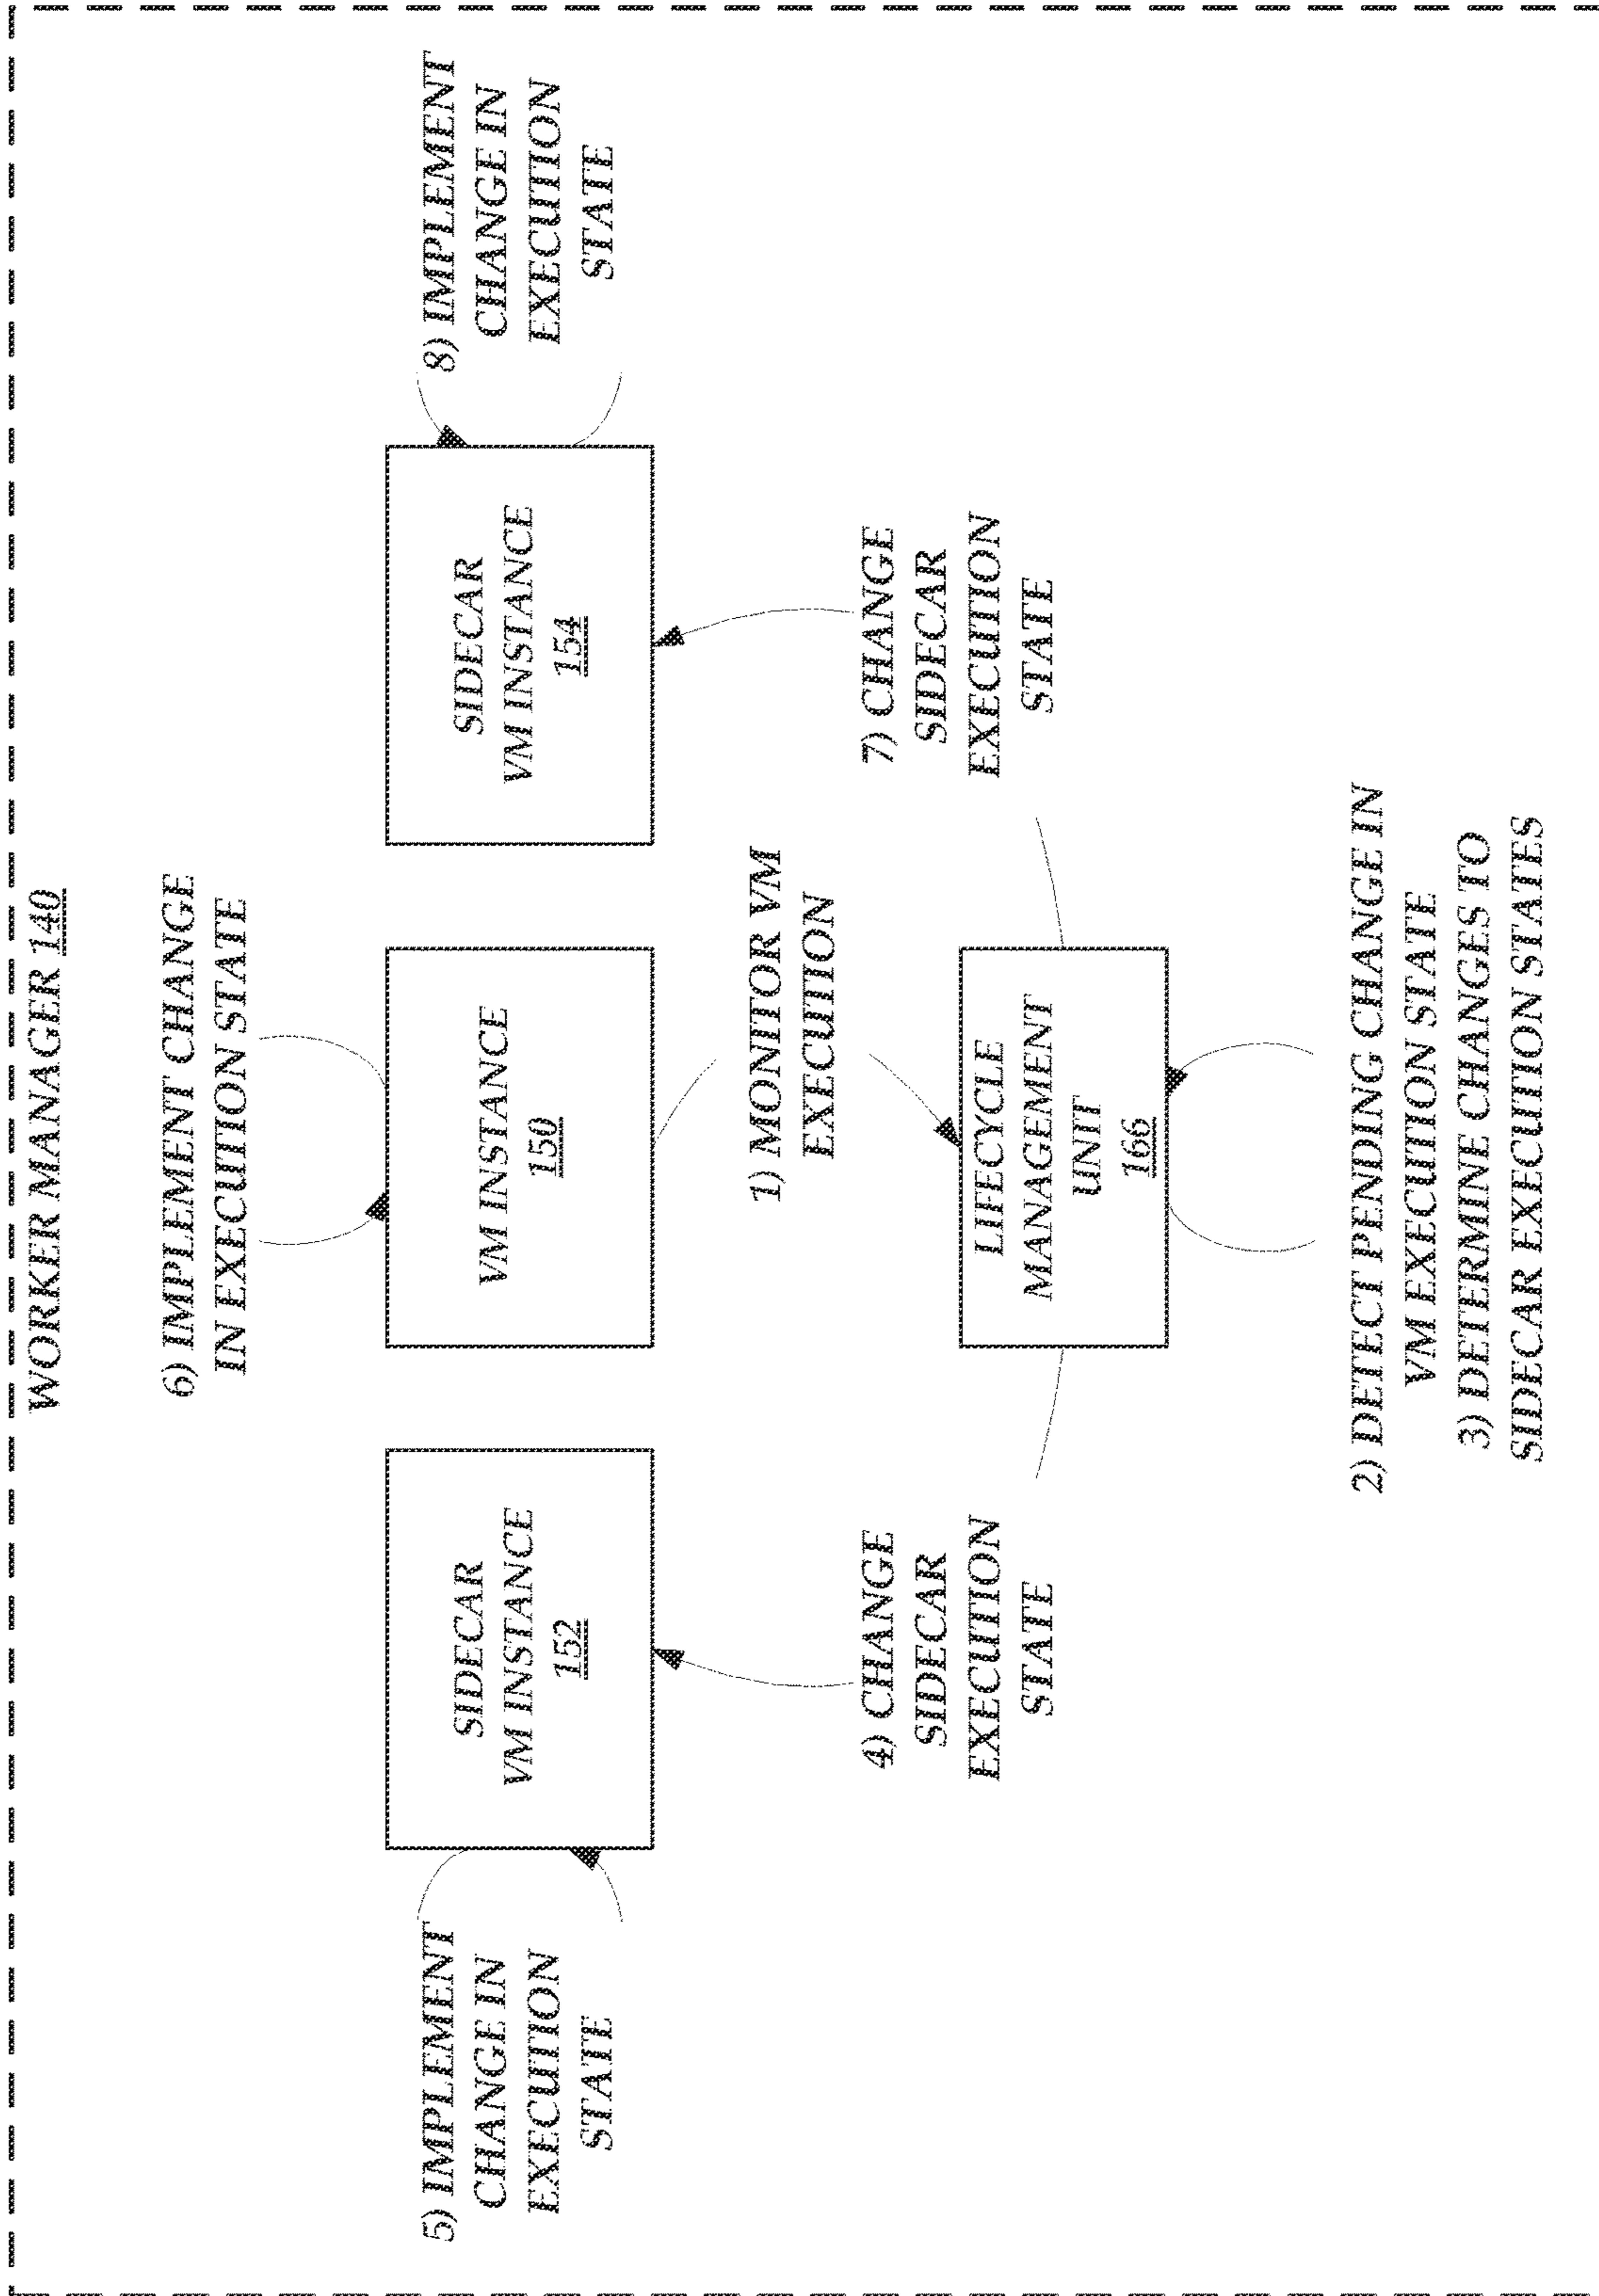 WORKER MANAGER 140
6) IMPLEMENT CHANGE
IN EXECUTION STATE
5) IMPLEMENT
CHANGE IN
EXECUTION
STATE
SIDECAR
VM INSTANCE
152
VM INSTANCE
150
SIDECAR
VM INSTANCE
154
8) IMPLEMENT
CHANGE IN
EXECUTION
STATE
4) CHANGE
SIDECAR
EXECUTION
STATE
1) MONITOR VM
EXECUTION
7) CHANGE
SIDECAR
EXECUTION
STATE
LIFECYCLE
MANAGEMENT
UNIT
166
2) DETECT PENDING CHANGE IN
VM EXECUTION STATE
3) DETERMINE CHANGES TO
SIDECAR EXECUTION STATES